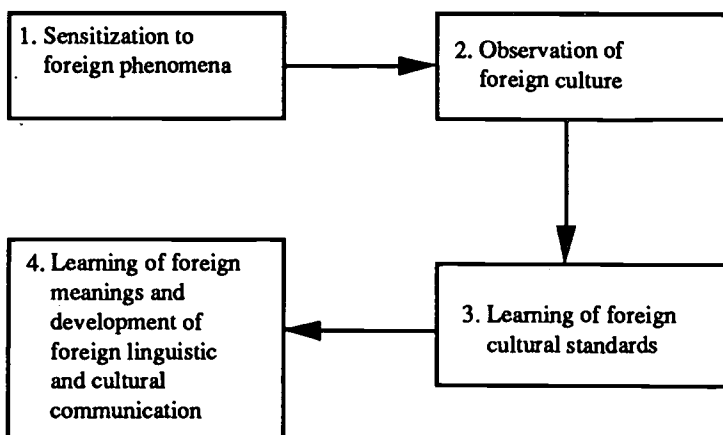 1. Sensitization to
foreign phenomena
2. Observation of
foreign culture
3. Learning of foreign
cultural standards
4. Learning of foreign
meanings and
development of
foreign linguistic
and cultural
communication